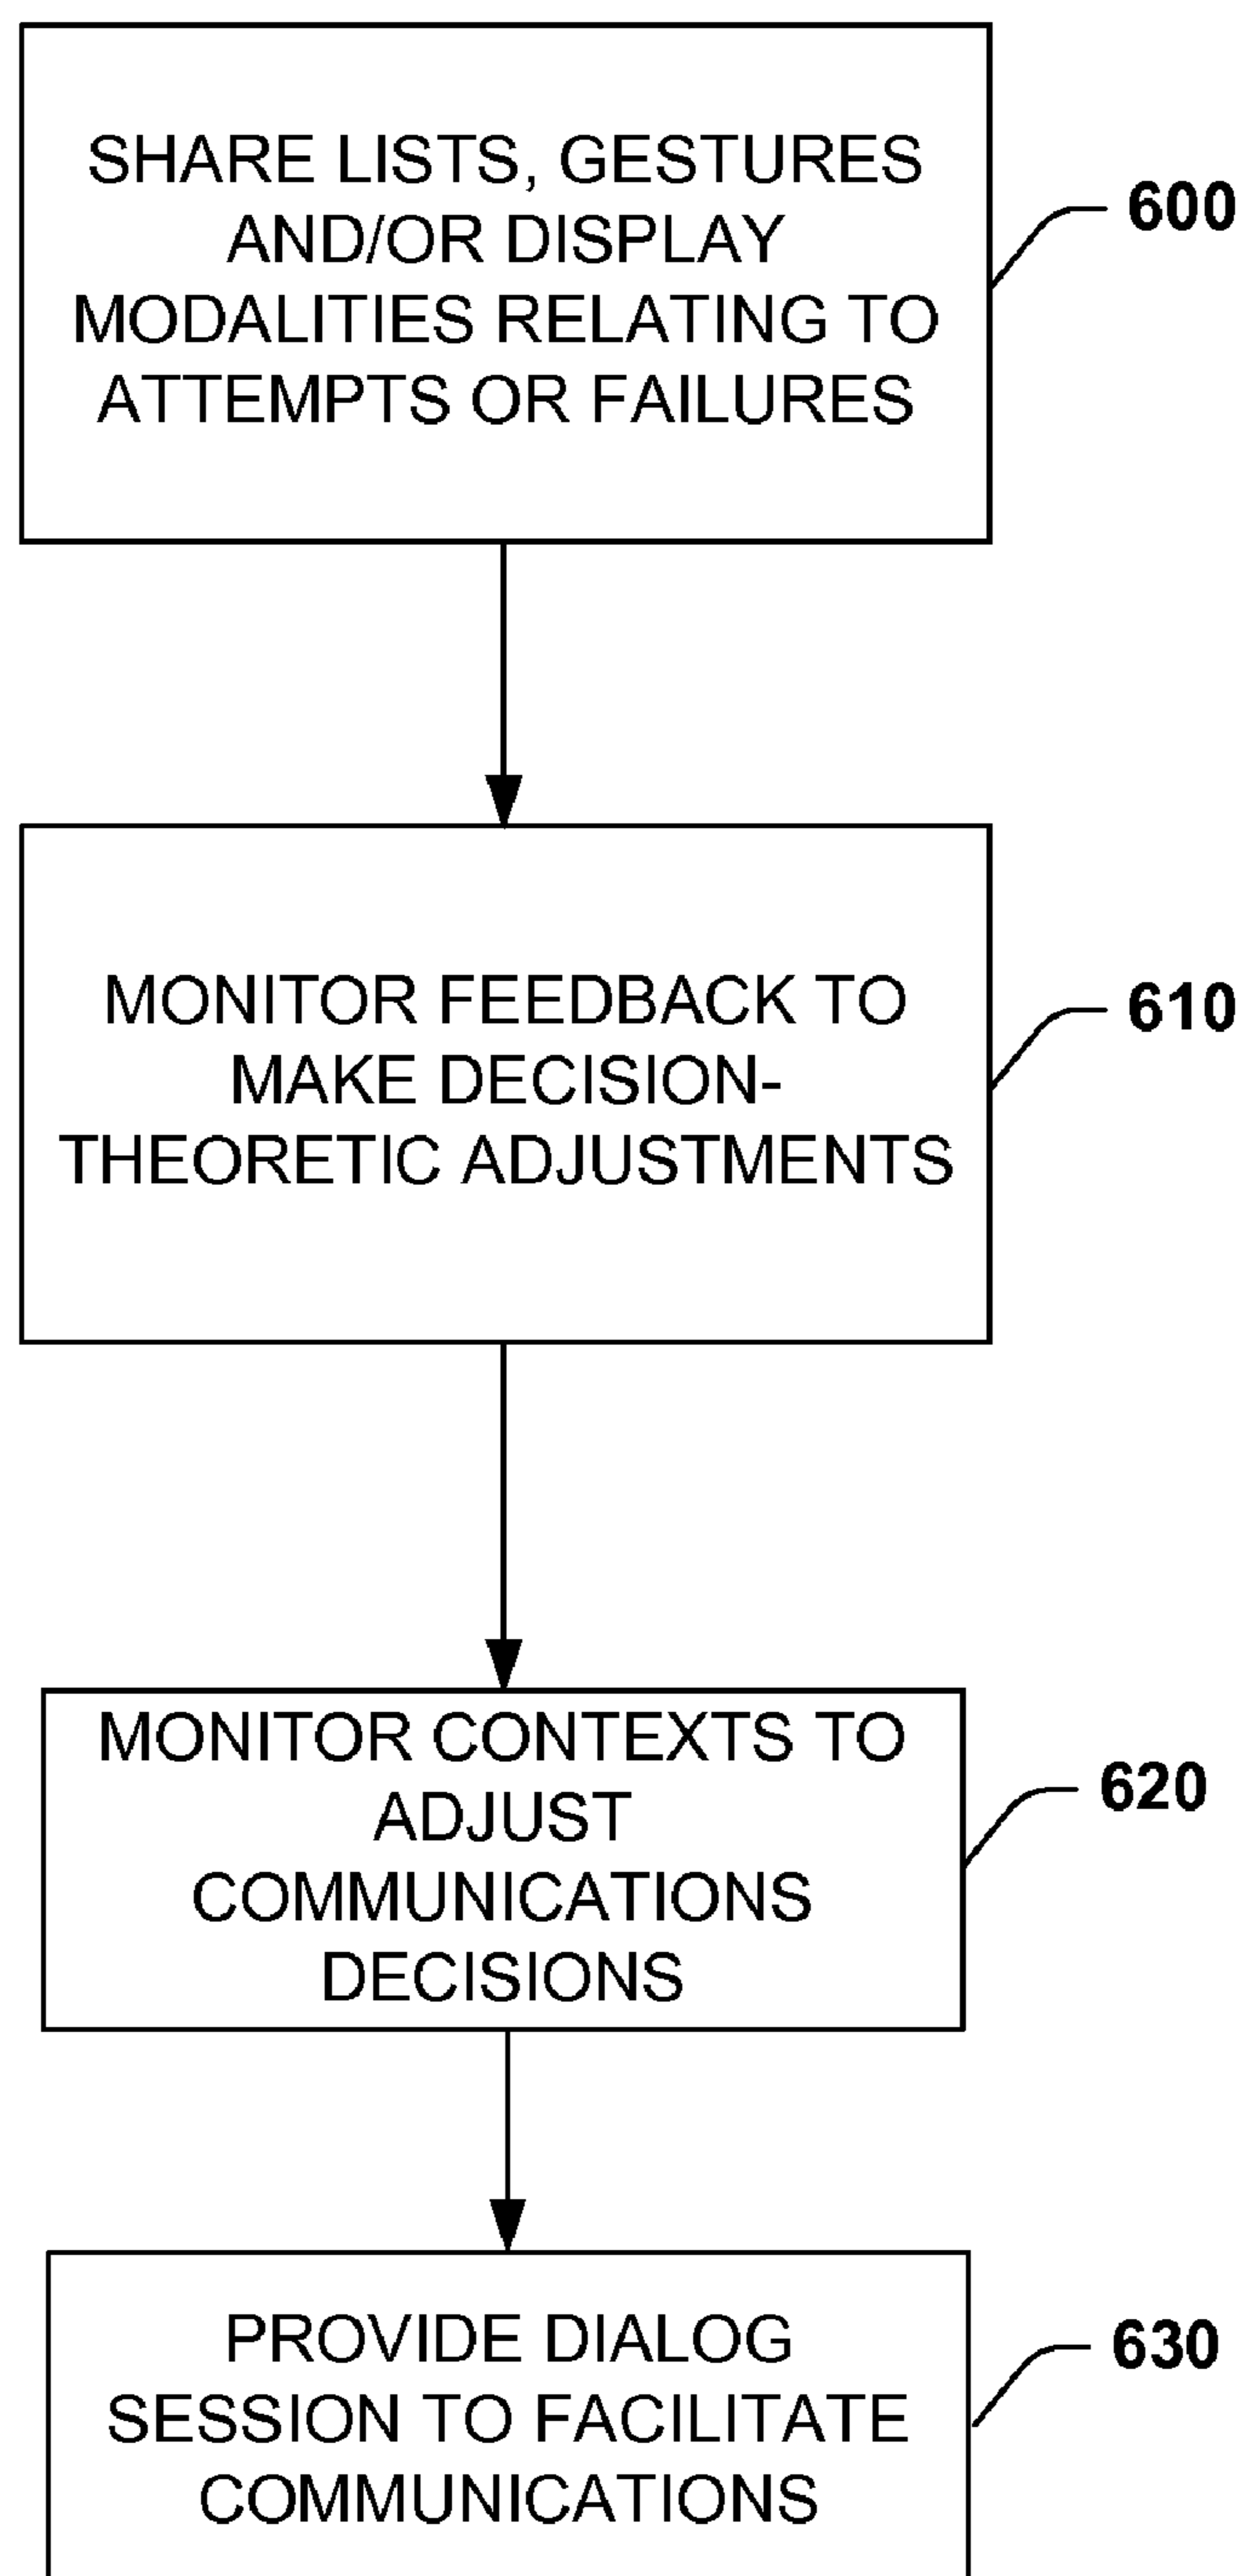 SHARE LISTS, GESTURES
AND/OR DISPLAY
MODALITIES RELATING TO
ATTEMPTS OR FAILURES
600
MONITOR FEEDBACK TO
MAKE DECISION-
THEORETIC ADJUSTMENTS
610
MONITOR CONTEXTS TO
ADJUST
COMMUNICATIONS
DECISIONS
620
PROVIDE DIALOG
SESSION TO FACILITATE
COMMUNICATIONS
630